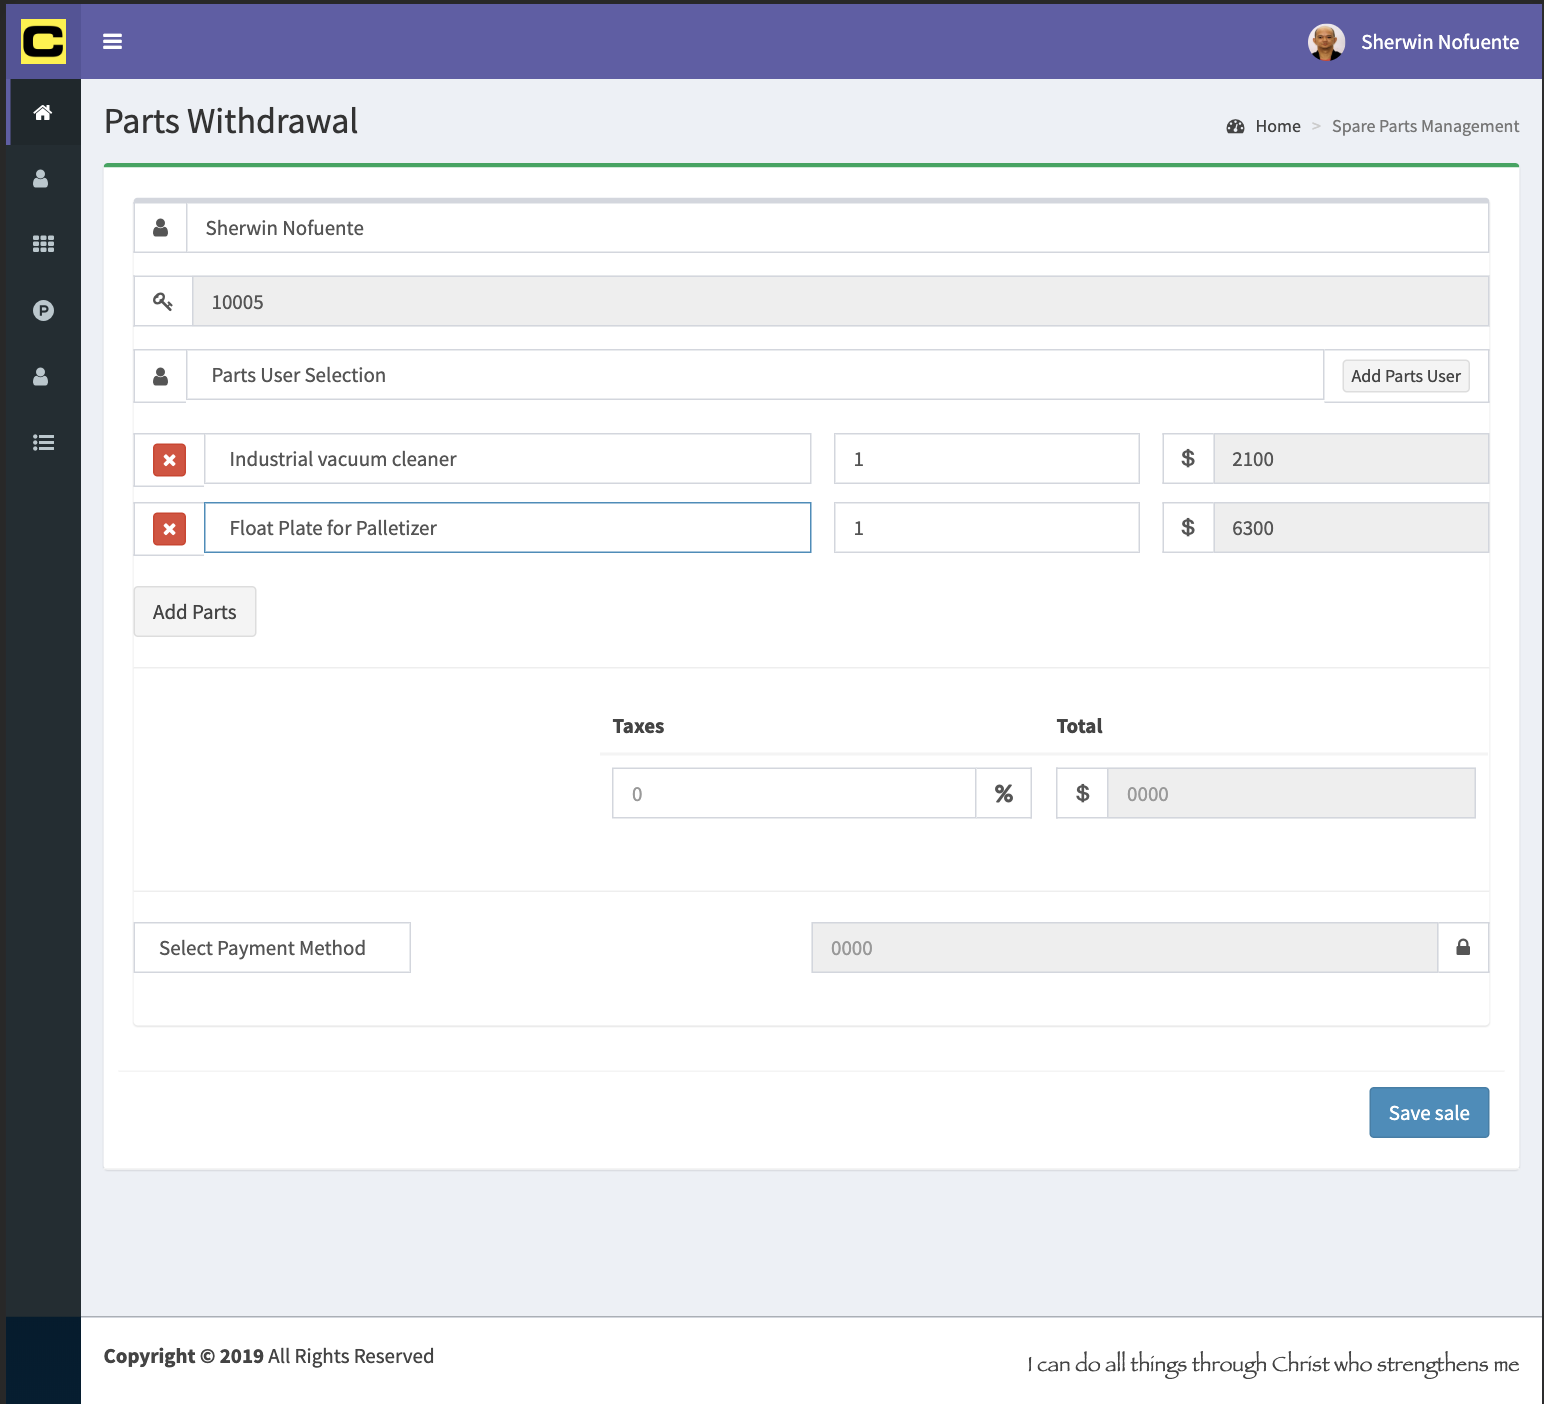 C
Sherwin Nofuente
Parts Withdrawal
Home > Spare Parts Management
Sherwin Nofuente
10005
Parts User Selection Add Parts User
Industrial vacuum cleaner 1 $ 2100
Float Plate for Palletizer 1 $ 6300
Add Parts
Taxes Total
0 % $ 0000
Select Payment Method 0000
Save sale
Copyright © 2019 All Rights Reserved
I can do all things through Christ who strengthens me